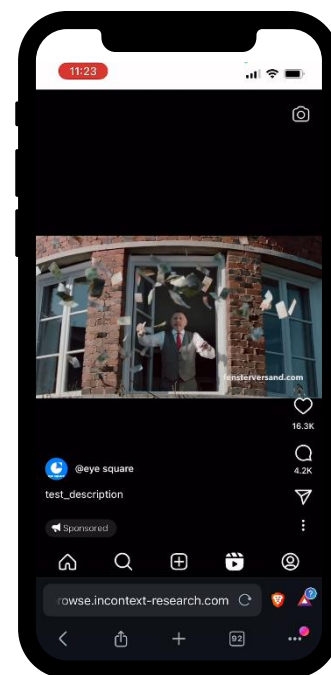 11:23
fensterversand.com
16.3K
4.2K
@eye square
test_description
Sponsored
rowse.incontext-research.com
92